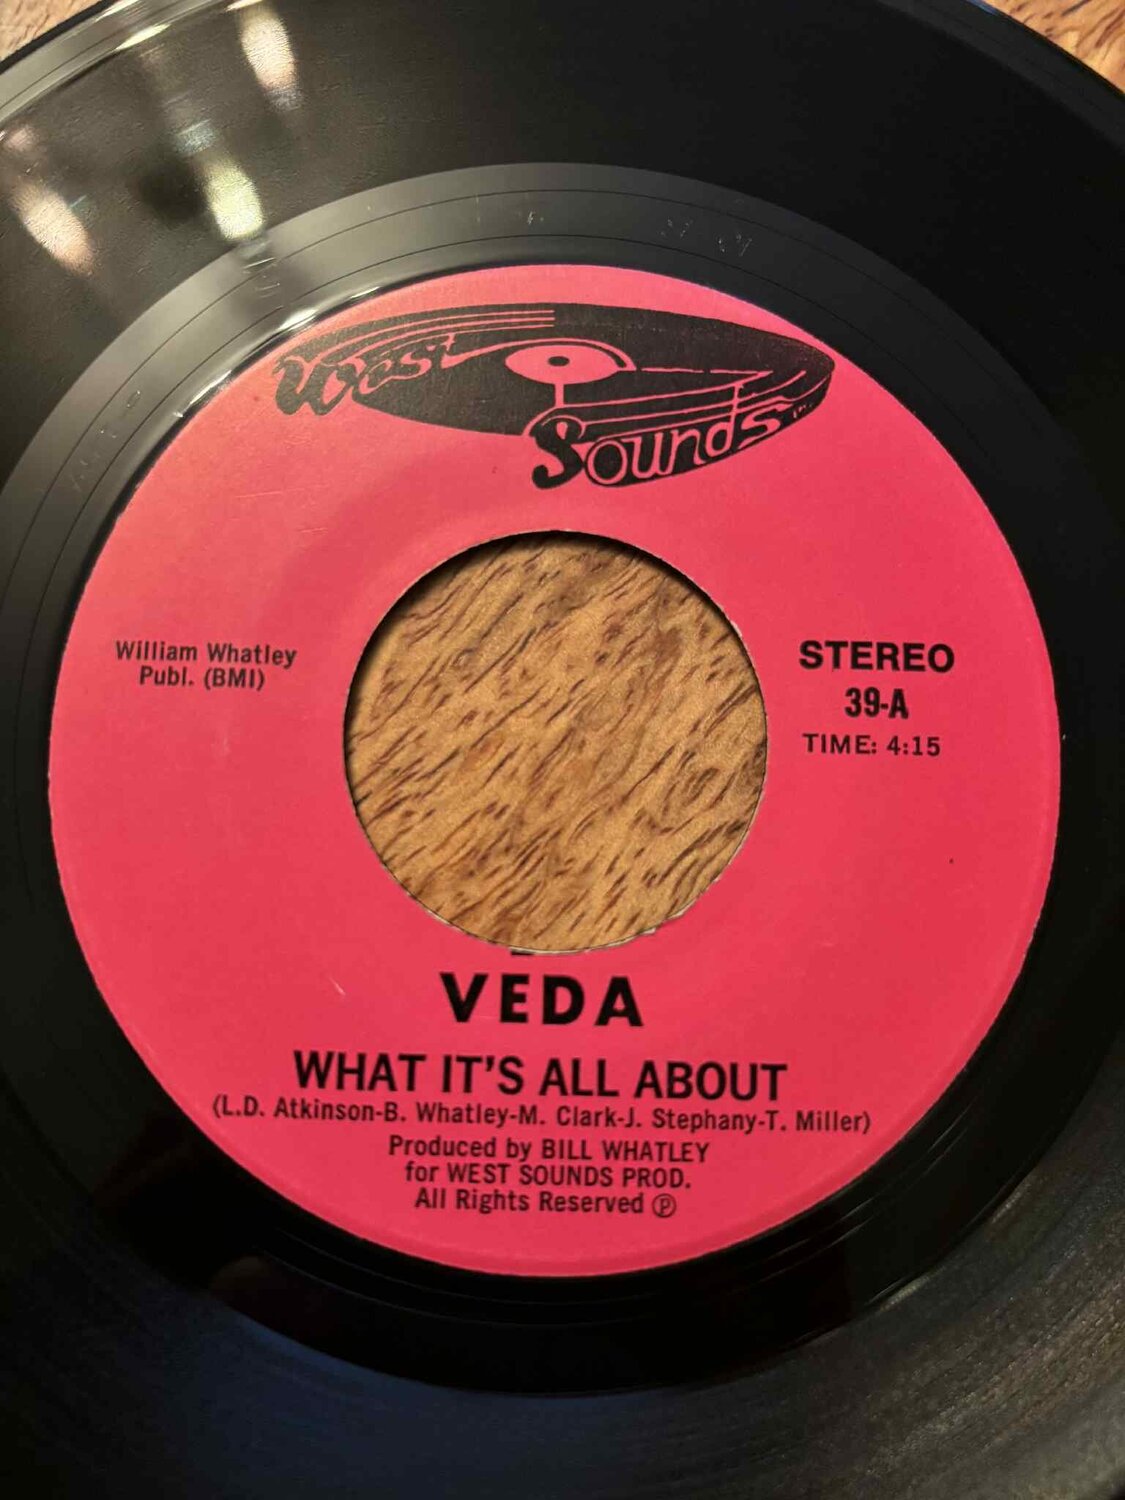 West
Sounds
William Whatley
Publ. (BMI)
STEREO
39-A
TIME: 4:15
VEDA
WHAT IT'S ALL ABOUT
(L.D. Atkinson-B. Whatley-M. Clark-J. Stephany-T. Miller)
Produced by BILL WHATLEY
for WEST SOUNDS PROD.
All Rights Reserved ℗